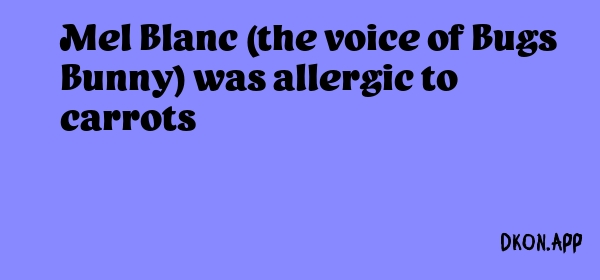 Mel Blanc (the voice of Bugs
Bunny) was allergic to
carrots
DKON.APP